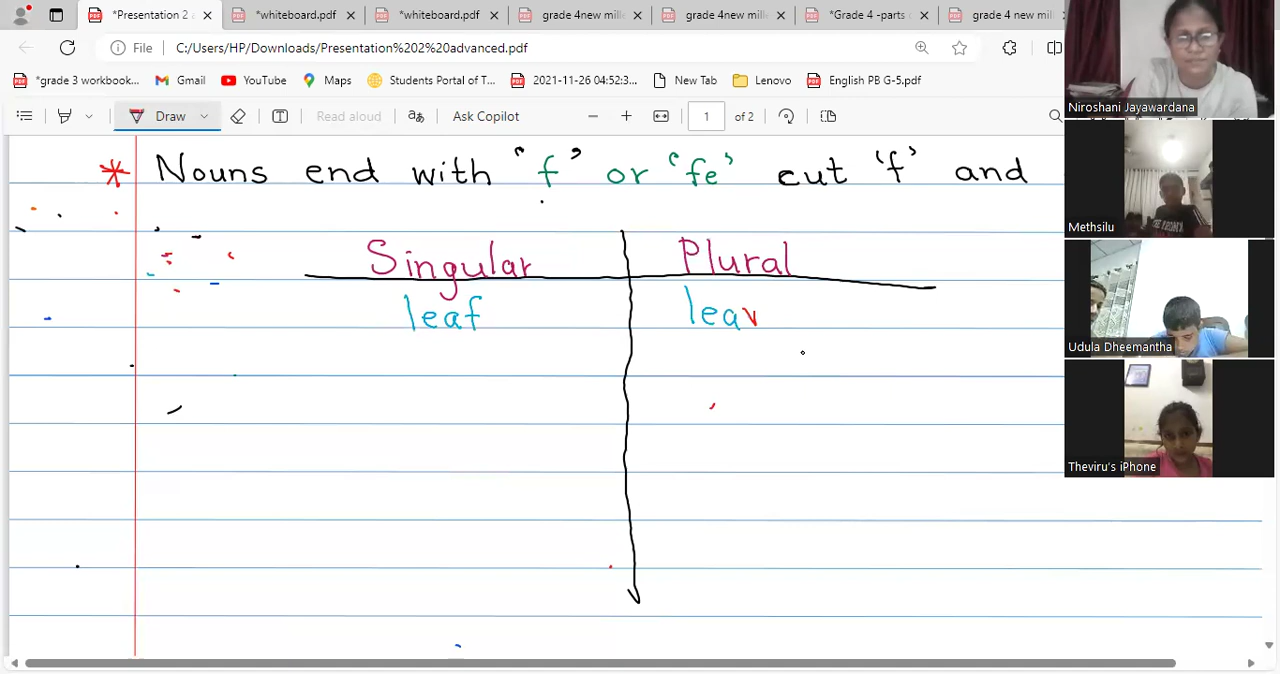 *Presentation 2 a
*whiteboard.pdf
*whiteboard.pdf
grade 4new mill
grade 4new mill
*Grade 4 -parts
grade 4 new mi
File
C:/Users/HP/Downloads/Presentation%202%20advanced.pdf
*grade 3 workbook...
Gmail
YouTube
Maps
Students Portal of T...
2021-11-26 04:52:3...
New Tab
Lenovo
English PB G-5.pdf
Draw
Read aloud
aあ
Ask Copilot
1
of 2
* Nouns end with 'f' or 'fe' cut 'f' and
Singular Plural
leaf leav
Niroshani Jayawardana
Methsilu
Udula Dheemantha
Theviru's iPhone